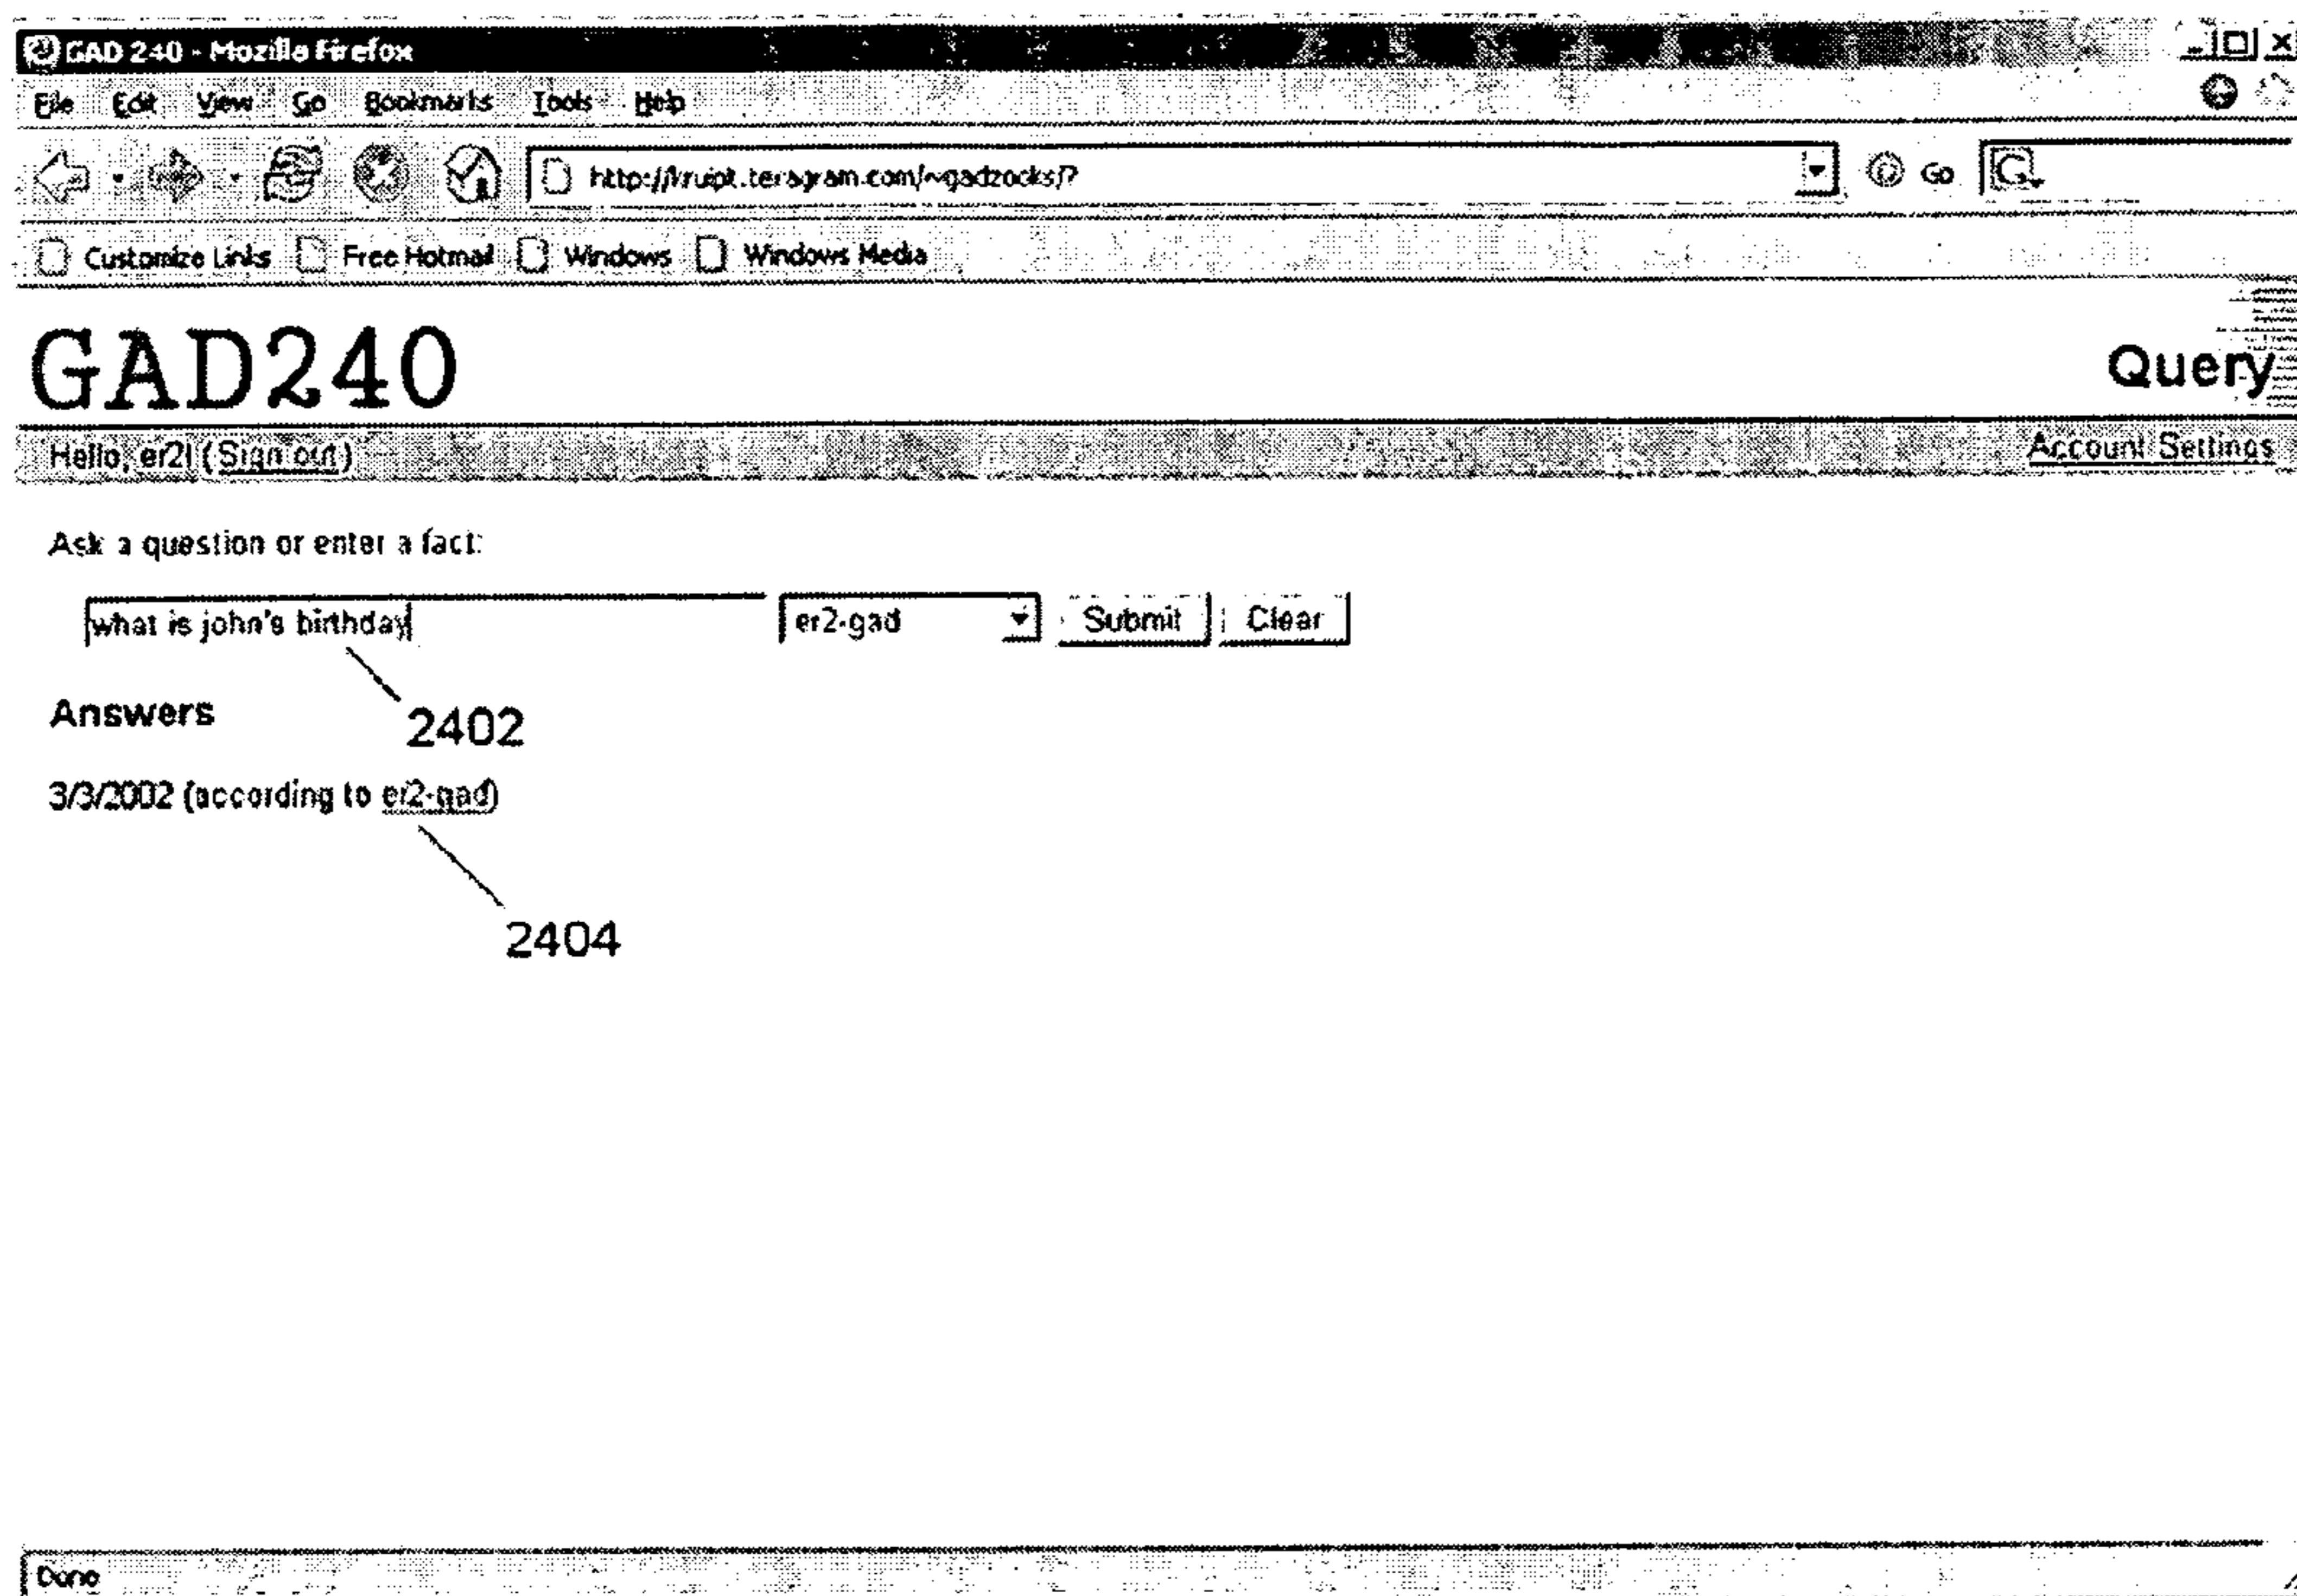 GAD 240 - Mozilla Firefox
File Edit View Go Bookmarks Tools Help
http://kruipt.teragram.com/~gadzocks/? Go G
Customize Links Free Hotmail Windows Windows Media
GAD240 Query
Hello, er2! (Sign out) Account Settings
Ask a question or enter a fact:
what is john's birthday er2-gad Submit Clear
Answers 2402
3/3/2002 (according to er2-gad)
2404
Done